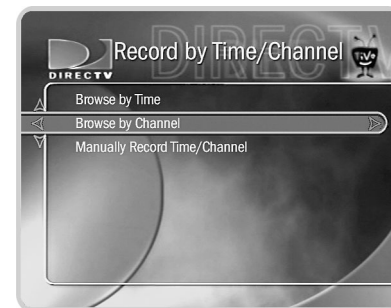 DIRECTV
Record by Time/Channel
TiVo
DIRECTV
Browse by Time
Browse by Channel
Manually Record Time/Channel